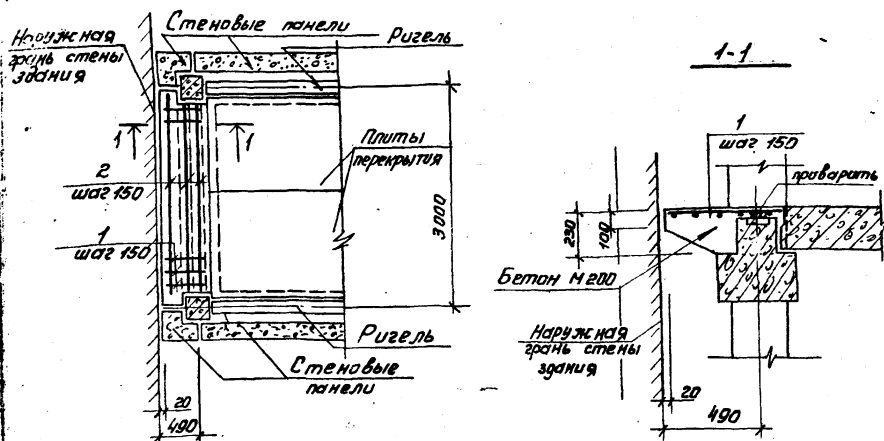 Стеновые панели
Ригель
Наружная
грань стены
здания
1
1
Плиты
перекрытия
2
шаг 150
1
шаг 150
3000
Ригель
Стеновые
панели
20
490
1-1
1
шаг 150
приварить
230
100
Бетон М200
Наружная
грань стены
здания
20
490